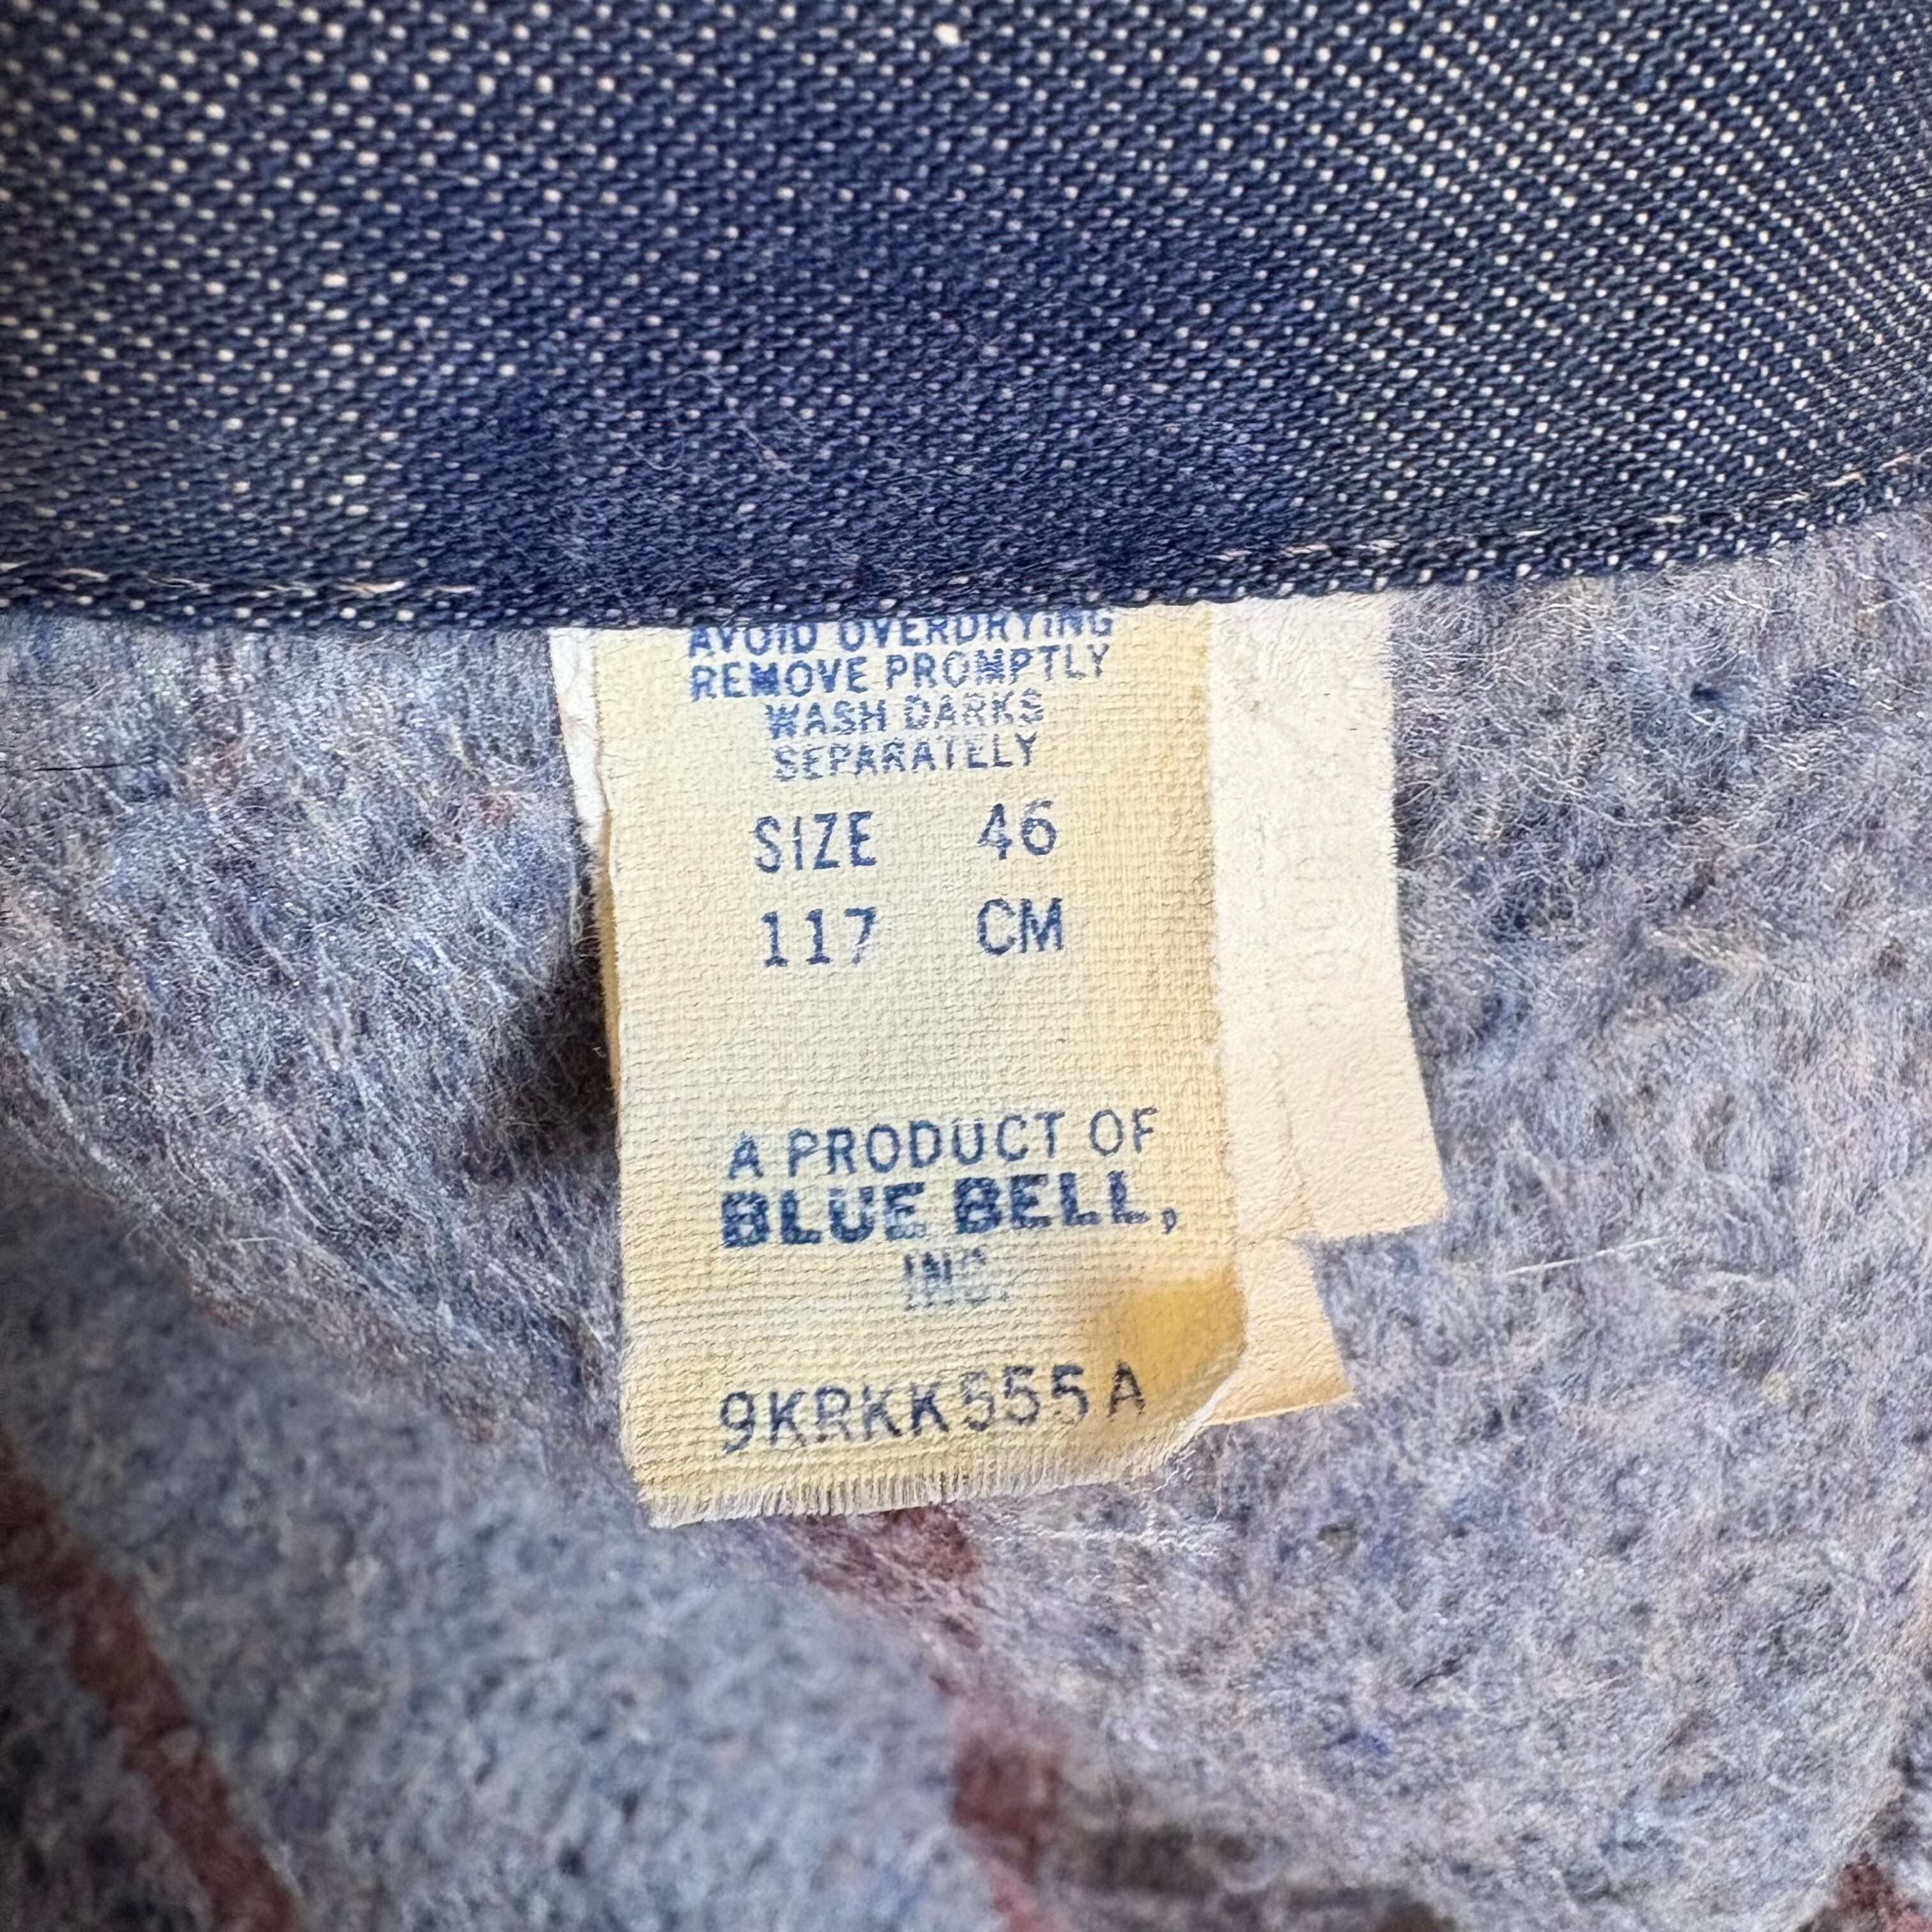 AVOID OVERDRYING
REMOVE PROMPTLY
WASH DARKS
SEPARATELY
SIZE 46
117 CM
A PRODUCT OF
BLUE BELL,
INC.
9KRKK555A